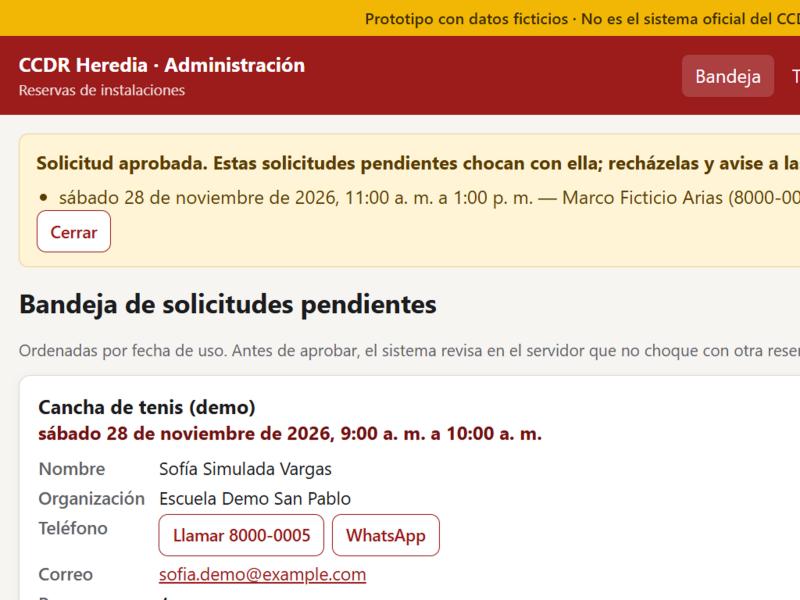 Prototipo con datos ficticios · No es el sistema oficial del CCD
CCDR Heredia · Administración
Reservas de instalaciones
Bandeja
T
Solicitud aprobada. Estas solicitudes pendientes chocan con ella; recházelas y avise a la
• sábado 28 de noviembre de 2026, 11:00 a. m. a 1:00 p. m. — Marco Ficticio Arias (8000-00
Cerrar
Bandeja de solicitudes pendientes
Ordenadas por fecha de uso. Antes de aprobar, el sistema revisa en el servidor que no choque con otra rese
Cancha de tenis (demo)
sábado 28 de noviembre de 2026, 9:00 a. m. a 10:00 a. m.
Nombre Sofía Simulada Vargas
Organización Escuela Demo San Pablo
Teléfono Llamar 8000-0005 WhatsApp
Correo sofia.demo@example.com